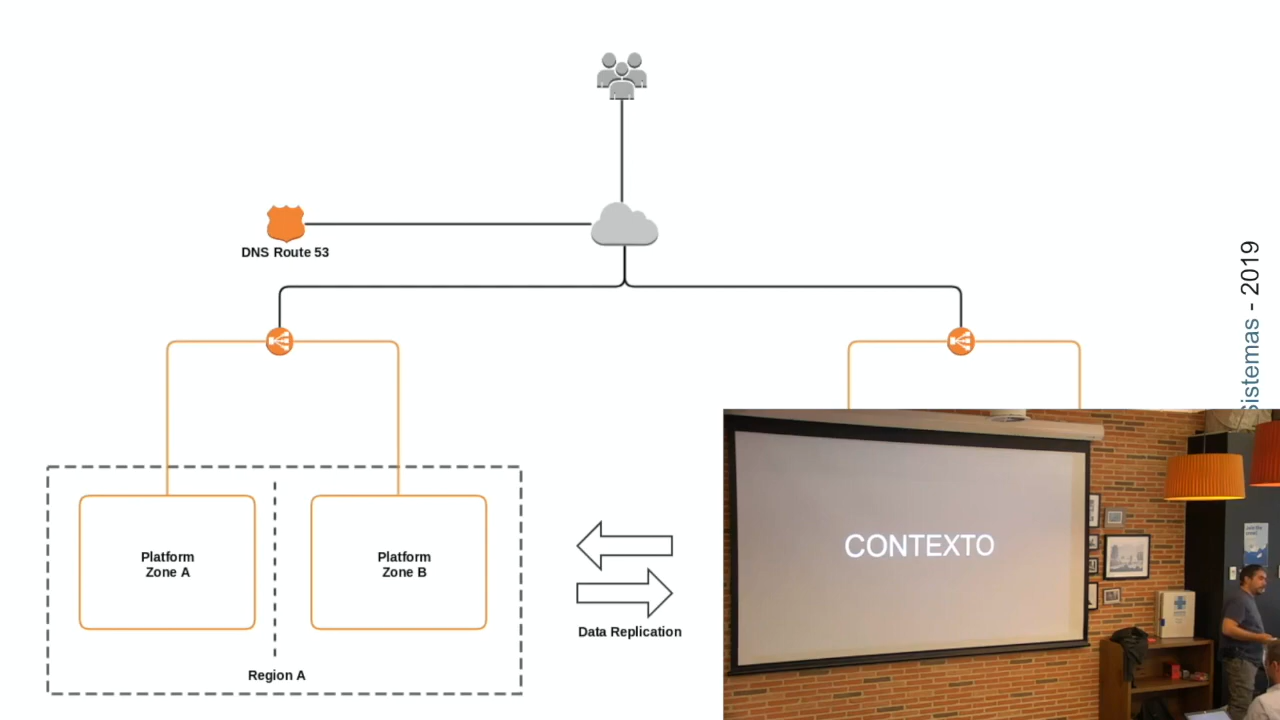 DNS Route 53
Sistemas - 2019
Platform
Zone A
Platform
Zone B
Data Replication
Region A
CONTEXTO